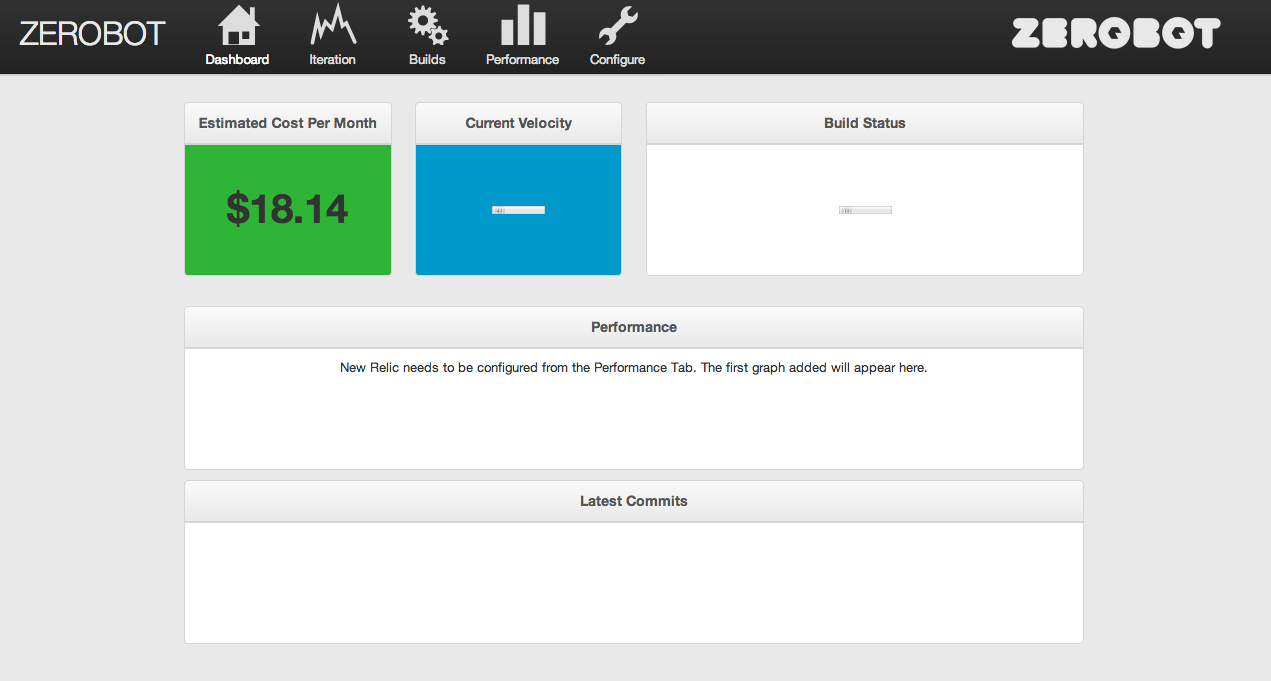 ZEROBOT
Dashboard
Iteration
Builds
Performance
Configure
ZEROBOT
Estimated Cost Per Month
Current Velocity
Build Status
$18.14
Performance
New Relic needs to be configured from the Performance Tab. The first graph added will appear here.
Latest Commits